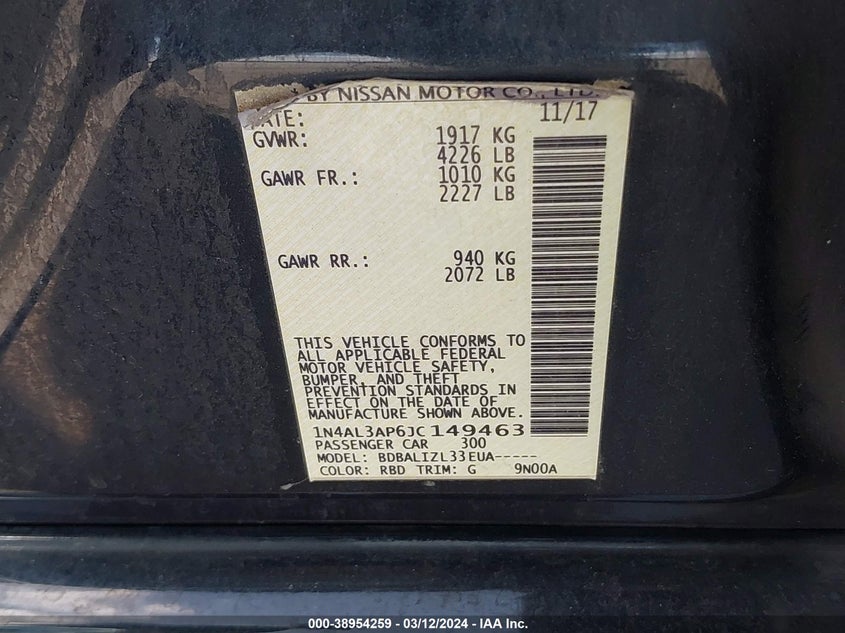 BY NISSAN MOTOR CO., LTD.
DATE: 11/17
GVWR: 1917 KG
4226 LB
GAWR FR.: 1010 KG
2227 LB
GAWR RR.: 940 KG
2072 LB
THIS VEHICLE CONFORMS TO
ALL APPLICABLE FEDERAL
MOTOR VEHICLE SAFETY,
BUMPER, AND THEFT
PREVENTION STANDARDS IN
EFFECT ON THE DATE OF
MANUFACTURE SHOWN ABOVE.
1N4AL3AP6JC149463
PASSENGER CAR 300
MODEL: BDBALIZL33EUA-----
COLOR: RBD TRIM: G 9N00A
000-38954259 - 03/12/2024 - IAA Inc.